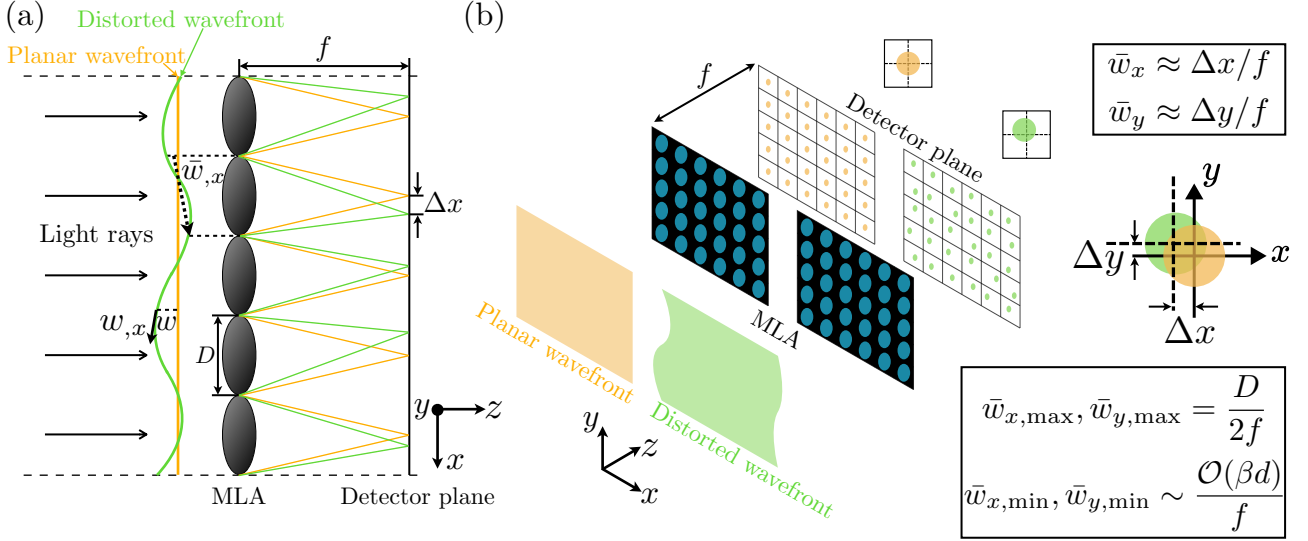 (a)
Distorted wavefront
Planar wavefront
f
w̄,x
Δx
Light rays
w,x
w
D
y
z
x
MLA
Detector plane
(b)
f
Detector plane
MLA
Planar wavefront
Distorted wavefront
y
z
x
w̄x ≈ Δx/f
w̄y ≈ Δy/f
y
x
Δy
Δx
w̄x,max, w̄y,max = D/2f
w̄x,min, w̄y,min ∼ 𝒪(βd)/f